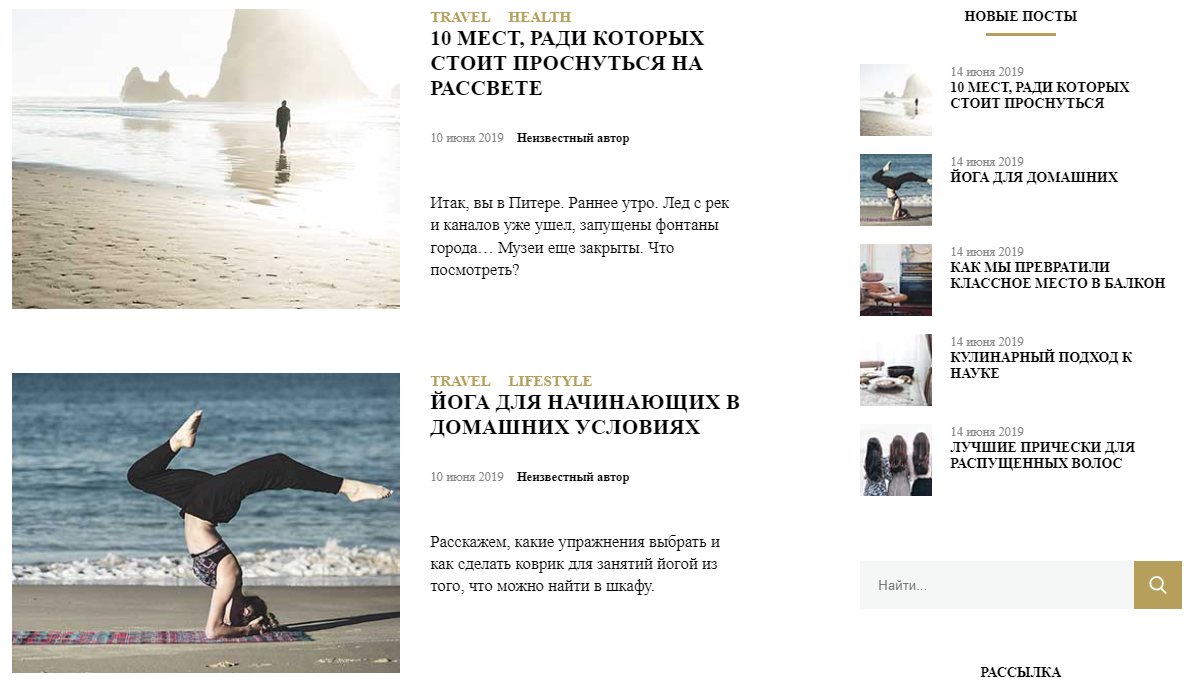 TRAVEL HEALTH
10 МЕСТ, РАДИ КОТОРЫХ
СТОИТ ПРОСНУТЬСЯ НА
РАССВЕТЕ
10 июня 2019 Неизвестный автор
Итак, вы в Питере. Раннее утро. Лед с рек
и каналов уже ушел, запущены фонтаны
города… Музеи еще закрыты. Что
посмотреть?
TRAVEL LIFESTYLE
ЙОГА ДЛЯ НАЧИНАЮЩИХ В
ДОМАШНИХ УСЛОВИЯХ
10 июня 2019 Неизвестный автор
Расскажем, какие упражнения выбрать и
как сделать коврик для занятий йогой из
того, что можно найти в шкафу.
НОВЫЕ ПОСТЫ
14 июня 2019
10 МЕСТ, РАДИ КОТОРЫХ
СТОИТ ПРОСНУТЬСЯ
14 июня 2019
ЙОГА ДЛЯ ДОМАШНИХ
14 июня 2019
КАК МЫ ПРЕВРАТИЛИ
КЛАССНОЕ МЕСТО В БАЛКОН
14 июня 2019
КУЛИНАРНЫЙ ПОДХОД К
НАУКЕ
14 июня 2019
ЛУЧШИЕ ПРИЧЕСКИ ДЛЯ
РАСПУЩЕННЫХ ВОЛОС
Найти...
РАССЫЛКА